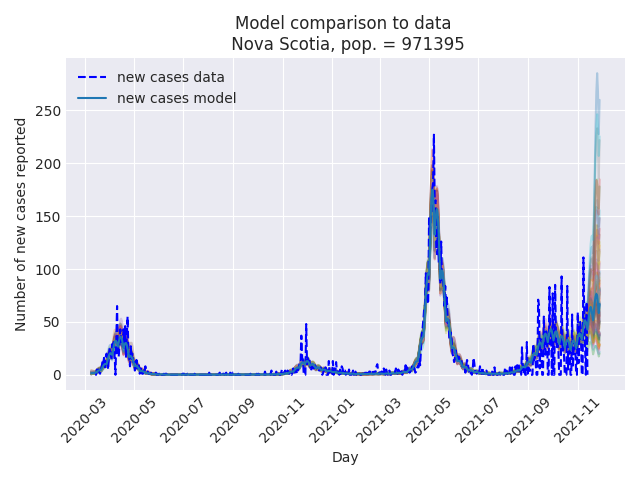 Model comparison to data
Nova Scotia, pop. = 971395
new cases data
new cases model
Number of new cases reported
250
200
150
100
50
0
2020-03
2020-05
2020-07
2020-09
2020-11
2021-01
2021-03
2021-05
2021-07
2021-09
2021-11
Day